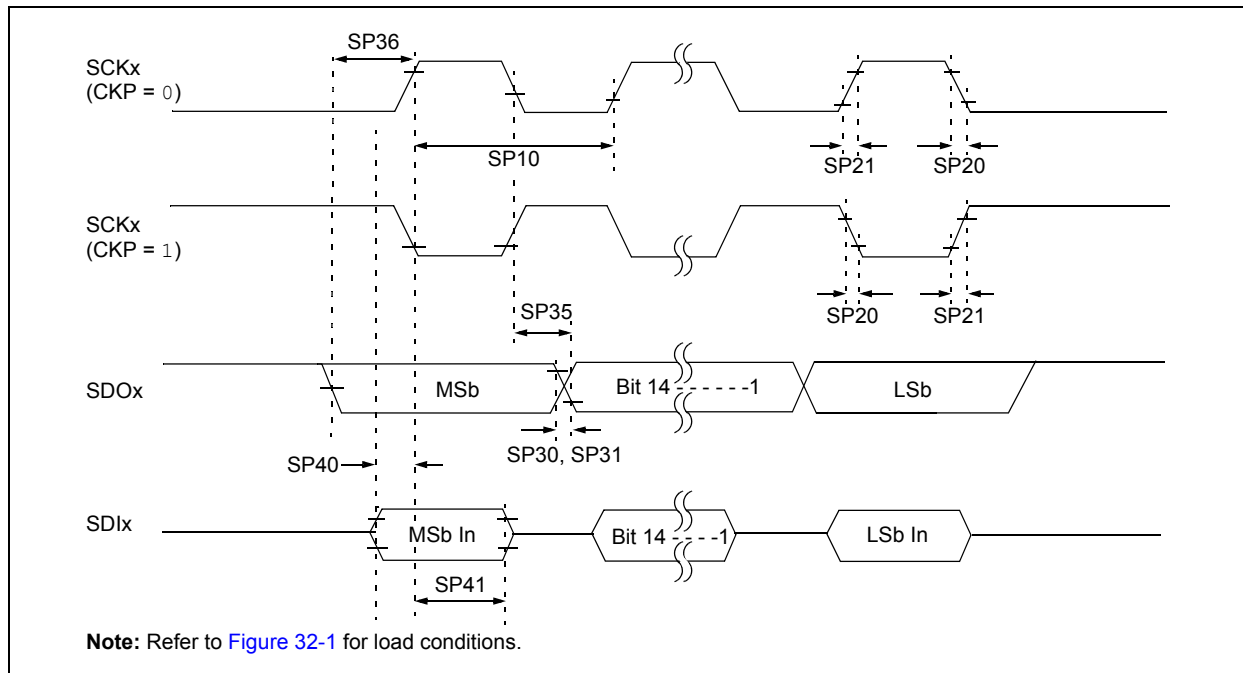 SP36
SCKx
(CKP = 0)
SP10
SP21
SP20
SCKx
(CKP = 1)
SP35
SP20
SP21
SDOx
MSb
Bit 14 - - - - - -1
LSb
SP30, SP31
SP40
SDIx
MSb In
Bit 14 - - - -1
LSb In
SP41
Note: Refer to Figure 32-1 for load conditions.